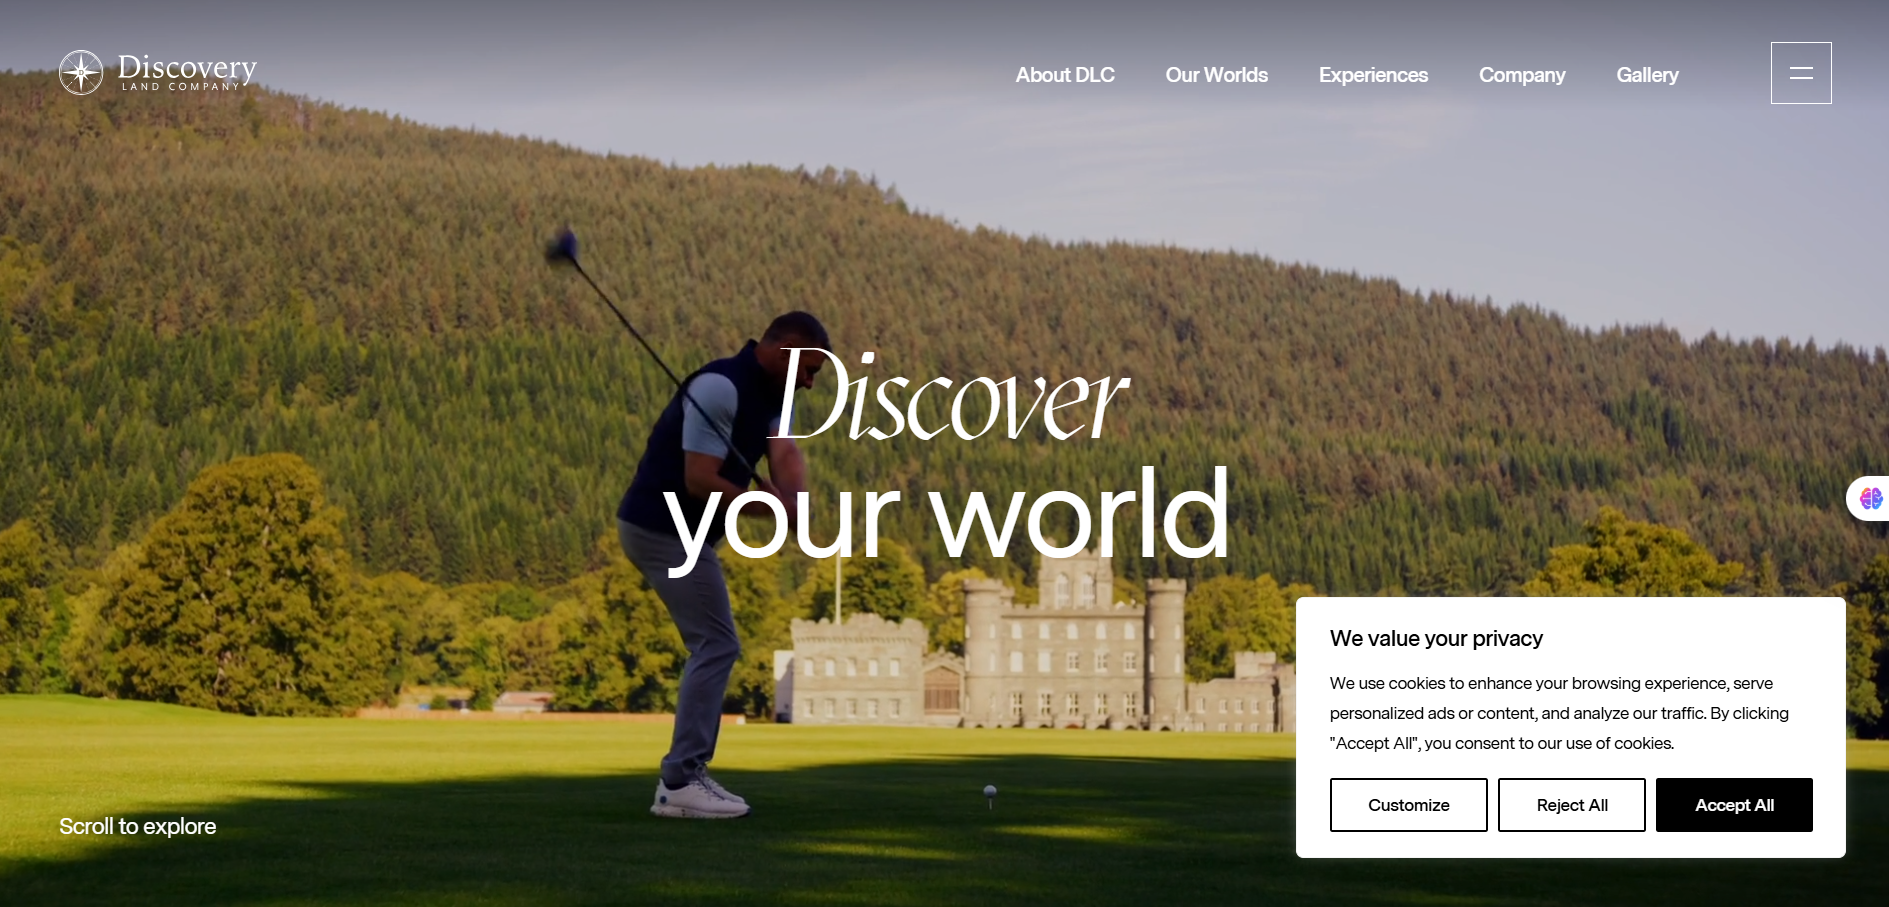 Discovery
LAND COMPANY
About DLC
Our Worlds
Experiences
Company
Gallery
Discover
your world
Scroll to explore
We value your privacy
We use cookies to enhance your browsing experience, serve
personalized ads or content, and analyze our traffic. By clicking
"Accept All", you consent to our use of cookies.
Customize
Reject All
Accept All